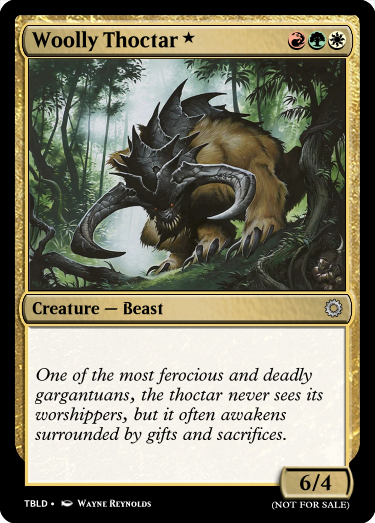 Woolly Thoctar ★
Creature — Beast
One of the most ferocious and deadly
gargantuans, the thoctar never sees its
worshippers, but it often awakens
surrounded by gifts and sacrifices.
6/4
TBLD • Wayne Reynolds
(NOT FOR SALE)